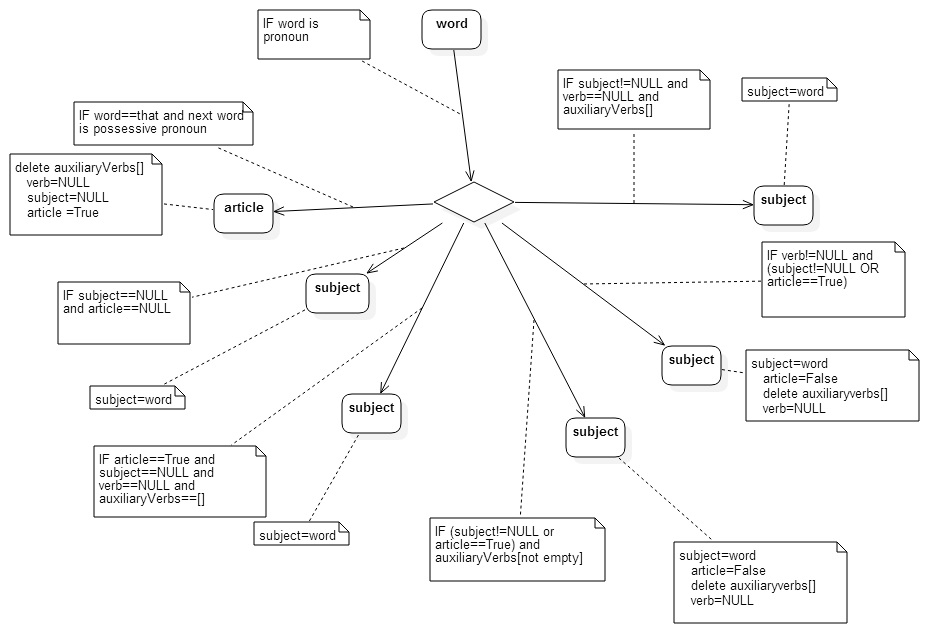 IF word is
pronoun
word
IF subject!=NULL and
verb==NULL and
auxiliaryVerbs[]
subject=word
IF word==that and next word
is possessive pronoun
delete auxiliaryVerbs[]
verb=NULL
subject=NULL
article =True
article
subject
IF verb!=NULL and
(subject!=NULL OR
article==True)
IF subject==NULL
and article==NULL
subject
subject=word
subject
subject=word
article=False
delete auxiliaryverbs[]
verb=NULL
subject
subject
IF article==True and
subject==NULL and
verb==NULL and
auxiliaryVerbs==[]
subject=word
IF (subject!=NULL or
article==True) and
auxiliaryVerbs[not empty]
subject=word
article=False
delete auxiliaryverbs[]
verb=NULL